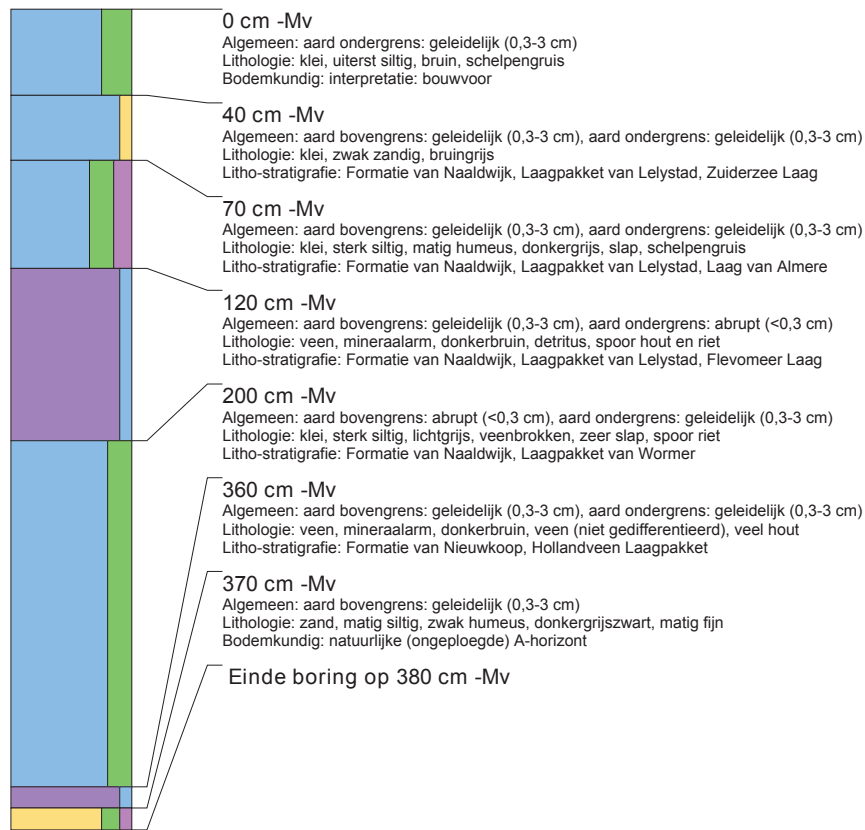 0 cm -Mv
Algemeen: aard ondergrens: geleidelijk (0,3-3 cm)
Lithologie: klei, uiterst siltig, bruin, schelpengruis
Bodemkundig: interpretatie: bouwvoor
40 cm -Mv
Algemeen: aard bovengrens: geleidelijk (0,3-3 cm), aard ondergrens: geleidelijk (0,3-3 cm)
Lithologie: klei, zwak zandig, bruingrijs
Litho-stratigrafie: Formatie van Naaldwijk, Laagpakket van Lelystad, Zuiderzee Laag
70 cm -Mv
Algemeen: aard bovengrens: geleidelijk (0,3-3 cm), aard ondergrens: geleidelijk (0,3-3 cm)
Lithologie: klei, sterk siltig, matig humeus, donkergrijs, slap, schelpengruis
Litho-stratigrafie: Formatie van Naaldwijk, Laagpakket van Lelystad, Laag van Almere
120 cm -Mv
Algemeen: aard bovengrens: geleidelijk (0,3-3 cm), aard ondergrens: abrupt (<0,3 cm)
Lithologie: veen, mineraalarm, donkerbruin, detritus, spoor hout en riet
Litho-stratigrafie: Formatie van Naaldwijk, Laagpakket van Lelystad, Flevomeer Laag
200 cm -Mv
Algemeen: aard bovengrens: abrupt (<0,3 cm), aard ondergrens: geleidelijk (0,3-3 cm)
Lithologie: klei, sterk siltig, lichtgrijs, veenbrokken, zeer slap, spoor riet
Litho-stratigrafie: Formatie van Naaldwijk, Laagpakket van Wormer
360 cm -Mv
Algemeen: aard bovengrens: geleidelijk (0,3-3 cm), aard ondergrens: geleidelijk (0,3-3 cm)
Lithologie: veen, mineraalarm, donkerbruin, veen (niet gedifferentieerd), veel hout
Litho-stratigrafie: Formatie van Nieuwkoop, Hollandveen Laagpakket
370 cm -Mv
Algemeen: aard bovengrens: geleidelijk (0,3-3 cm)
Lithologie: zand, matig siltig, zwak humeus, donkergrijszwart, matig fijn
Bodemkundig: natuurlijke (ongeploegde) A-horizont
Einde boring op 380 cm -Mv